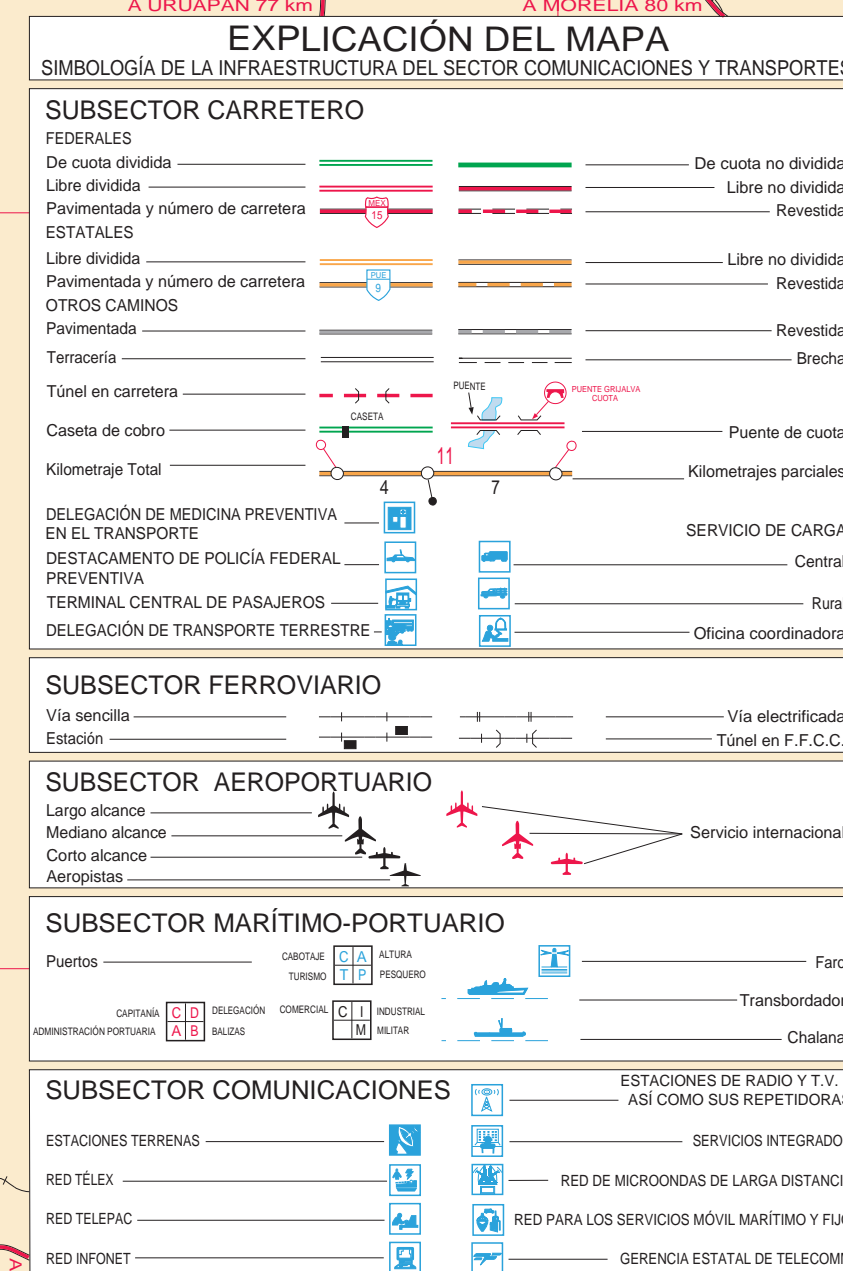 A URUAPAN 77 km
A MORELIA 80 km
EXPLICACIÓN DEL MAPA
SIMBOLOGÍA DE LA INFRAESTRUCTURA DEL SECTOR COMUNICACIONES Y TRANSPORTES
SUBSECTOR CARRETERO
FEDERALES
De cuota dividida
De cuota no dividida
Libre dividida
Libre no dividida
Pavimentada y número de carretera
MEX
15
Revestida
ESTATALES
Libre dividida
Libre no dividida
Pavimentada y número de carretera
PUE
9
Revestida
OTROS CAMINOS
Pavimentada
Revestida
Terracería
Brecha
Túnel en carretera
PUENTE
PUENTE GRIJALVA
CUOTA
CASETA
Caseta de cobro
Puente de cuota
11
Kilometraje Total
Kilometrajes parciales
4
7
DELEGACIÓN DE MEDICINA PREVENTIVA
EN EL TRANSPORTE
SERVICIO DE CARGA
DESTACAMENTO DE POLICÍA FEDERAL
PREVENTIVA
Central
TERMINAL CENTRAL DE PASAJEROS
Rural
DELEGACIÓN DE TRANSPORTE TERRESTRE
Oficina coordinadora
SUBSECTOR FERROVIARIO
Vía sencilla
Vía electrificada
Estación
Túnel en F.F.C.C.
SUBSECTOR AEROPORTUARIO
Largo alcance
Mediano alcance
Servicio internacional
Corto alcance
Aeropistas
SUBSECTOR MARÍTIMO-PORTUARIO
Puertos
CABOTAJE C A ALTURA
TURISMO T P PESQUERO
Faro
Transbordador
CAPITANÍA C D DELEGACIÓN
ADMINISTRACIÓN PORTUARIA A B BALIZAS
COMERCIAL C I INDUSTRIAL
M MILITAR
Chalana
SUBSECTOR COMUNICACIONES
ESTACIONES DE RADIO Y T.V.
ASÍ COMO SUS REPETIDORAS
ESTACIONES TERRENAS
SERVICIOS INTEGRADO
RED TÉLEX
RED DE MICROONDAS DE LARGA DISTANCI
RED TELEPAC
RED PARA LOS SERVICIOS MÓVIL MARÍTIMO Y FIJO
RED INFONET
GERENCIA ESTATAL DE TELECOM
A